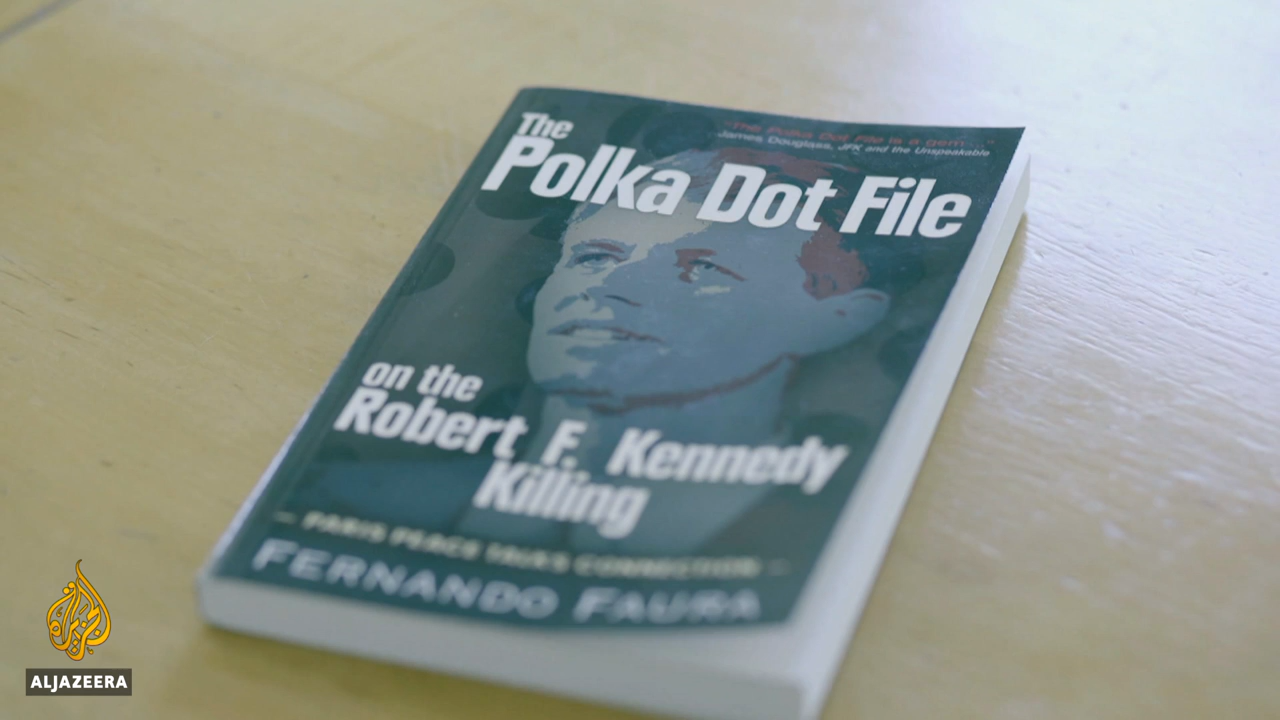 The
Polka Dot File
"The Polka Dot File is a gem ..."
James Douglass, JFK and the Unspeakable
on the
Robert F. Kennedy
Killing
— PARIS PEACE TALKS CONNECTION —
FERNANDO FAURA
الجزيرة
ALJAZEERA